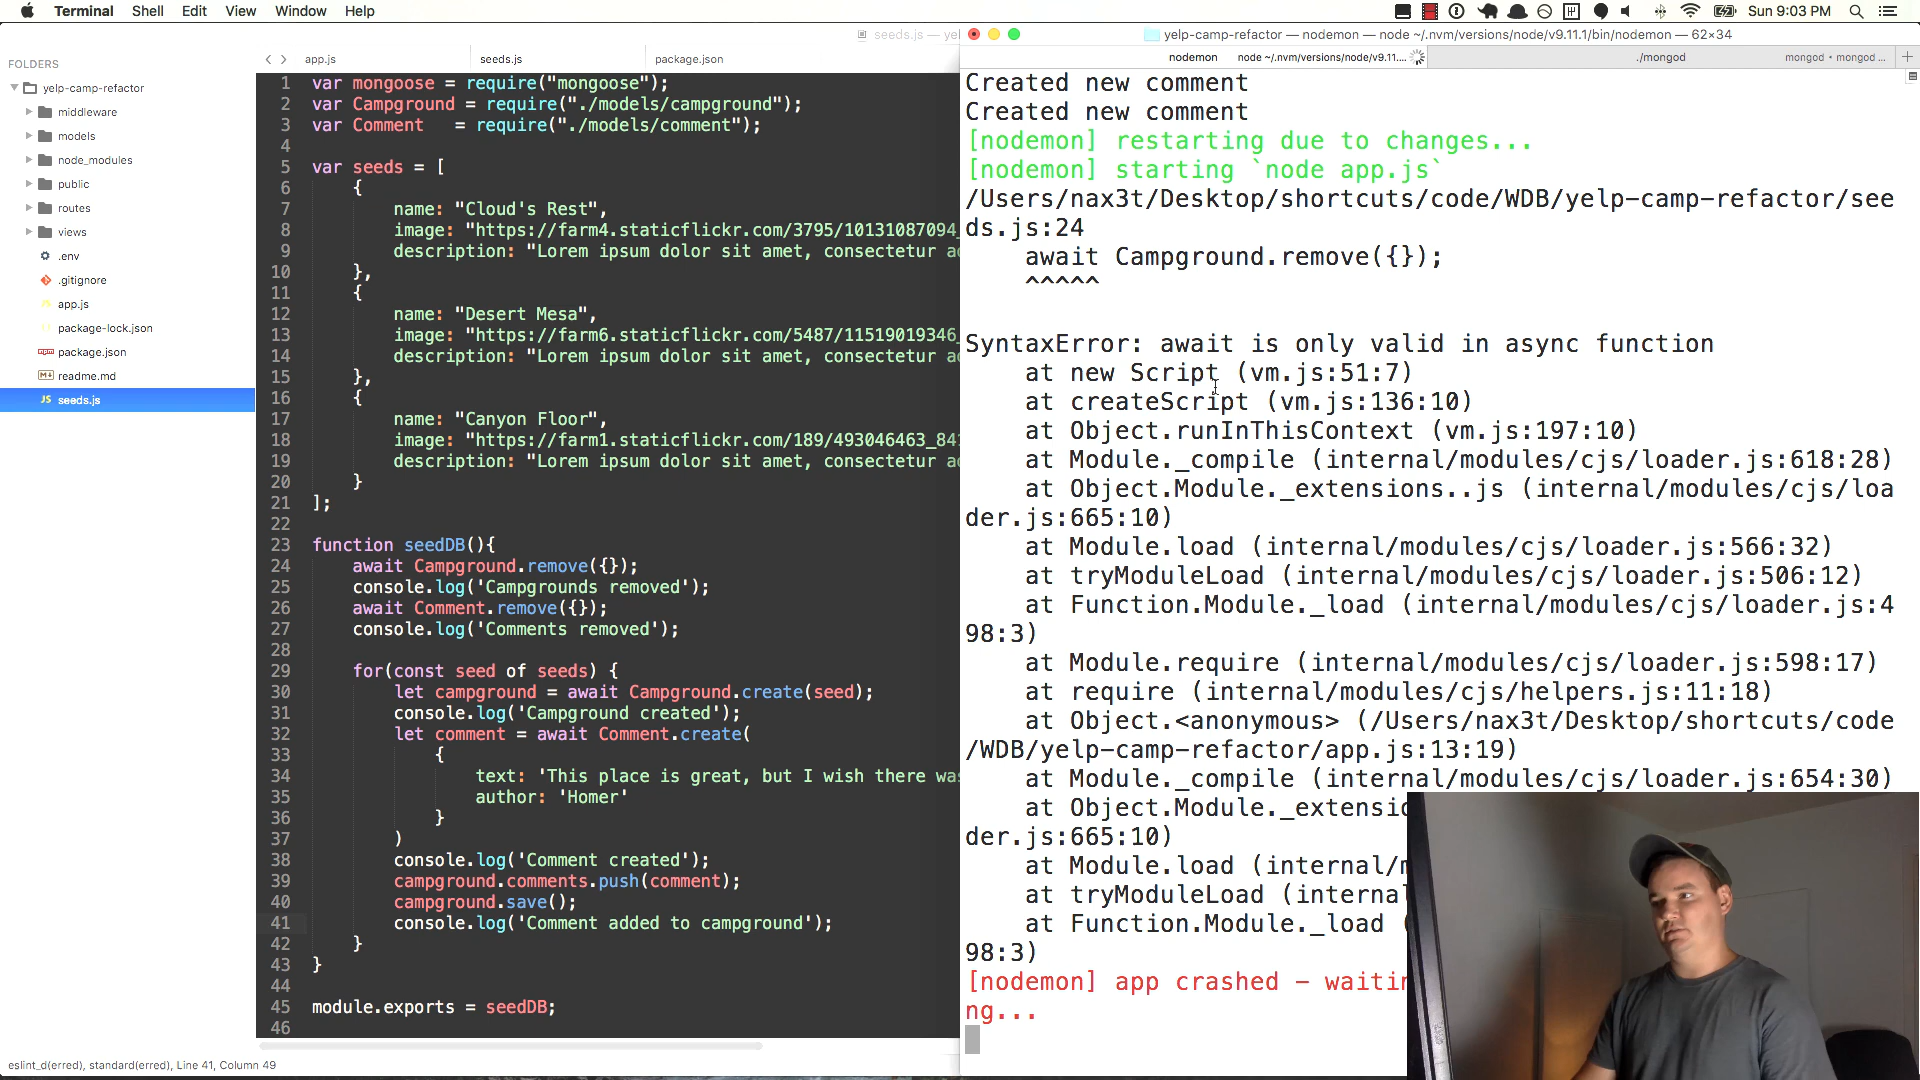 Terminal Shell Edit View Window Help
Sun 9:03 PM
seeds.js — yel
yelp-camp-refactor — nodemon — node ~/.nvm/versions/node/v9.11.1/bin/nodemon — 62×34
FOLDERS
yelp-camp-refactor
middleware
models
node_modules
public
routes
views
.env
.gitignore
app.js
package-lock.json
package.json
readme.md
JS seeds.js
app.js seeds.js package.json
1 var mongoose = require("mongoose");
2 var Campground = require("./models/campground");
3 var Comment   = require("./models/comment");
4
5 var seeds = [
6     {
7         name: "Cloud's Rest",
8         image: "https://farm4.staticflickr.com/3795/10131087094_
9         description: "Lorem ipsum dolor sit amet, consectetur a
10     },
11     {
12         name: "Desert Mesa",
13         image: "https://farm6.staticflickr.com/5487/11519019346_
14         description: "Lorem ipsum dolor sit amet, consectetur a
15     },
16     {
17         name: "Canyon Floor",
18         image: "https://farm1.staticflickr.com/189/493046463_841
19         description: "Lorem ipsum dolor sit amet, consectetur a
20     }
21 ];
22
23 function seedDB(){
24     await Campground.remove({});
25     console.log('Campgrounds removed');
26     await Comment.remove({});
27     console.log('Comments removed');
28
29     for(const seed of seeds) {
30         let campground = await Campground.create(seed);
31         console.log('Campground created');
32         let comment = await Comment.create(
33             {
34                 text: 'This place is great, but I wish there was
35                 author: 'Homer'
36             }
37         )
38         console.log('Comment created');
39         campground.comments.push(comment);
40         campground.save();
41         console.log('Comment added to campground');
42     }
43 }
44
45 module.exports = seedDB;
46
eslint_d(erred), standard(erred), Line 41, Column 49
nodemon node ~/.nvm/versions/node/v9.11.... ./mongod mongod • mongod ...
Created new comment
Created new comment
[nodemon] restarting due to changes...
[nodemon] starting `node app.js`
/Users/nax3t/Desktop/shortcuts/code/WDB/yelp-camp-refactor/see
ds.js:24
    await Campground.remove({});
    ^^^^^
SyntaxError: await is only valid in async function
    at new Script (vm.js:51:7)
    at createScript (vm.js:136:10)
    at Object.runInThisContext (vm.js:197:10)
    at Module._compile (internal/modules/cjs/loader.js:618:28)
    at Object.Module._extensions..js (internal/modules/cjs/loa
der.js:665:10)
    at Module.load (internal/modules/cjs/loader.js:566:32)
    at tryModuleLoad (internal/modules/cjs/loader.js:506:12)
    at Function.Module._load (internal/modules/cjs/loader.js:4
98:3)
    at Module.require (internal/modules/cjs/loader.js:598:17)
    at require (internal/modules/cjs/helpers.js:11:18)
    at Object.<anonymous> (/Users/nax3t/Desktop/shortcuts/code
/WDB/yelp-camp-refactor/app.js:13:19)
    at Module._compile (internal/modules/cjs/loader.js:654:30)
    at Object.Module._extensio
der.js:665:10)
    at Module.load (internal/m
    at tryModuleLoad (internal
    at Function.Module._load (
98:3)
[nodemon] app crashed - waitin
ng...